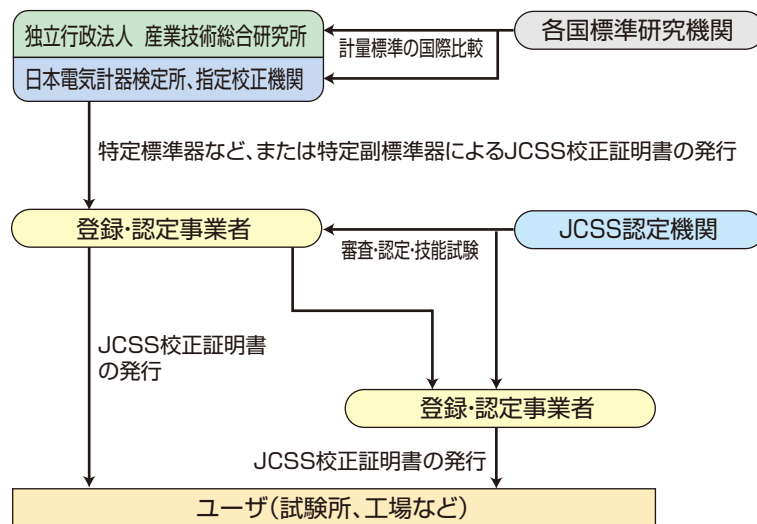 独立行政法人 産業技術総合研究所
各国標準研究機関
計量標準の国際比較
日本電気計器検定所、指定校正機関
特定標準器など、または特定副標準器によるJCSS校正証明書の発行
登録・認定事業者
JCSS認定機関
審査・認定・技能試験
JCSS校正証明書
の発行
登録・認定事業者
JCSS校正証明書の発行
ユーザ(試験所、工場など)